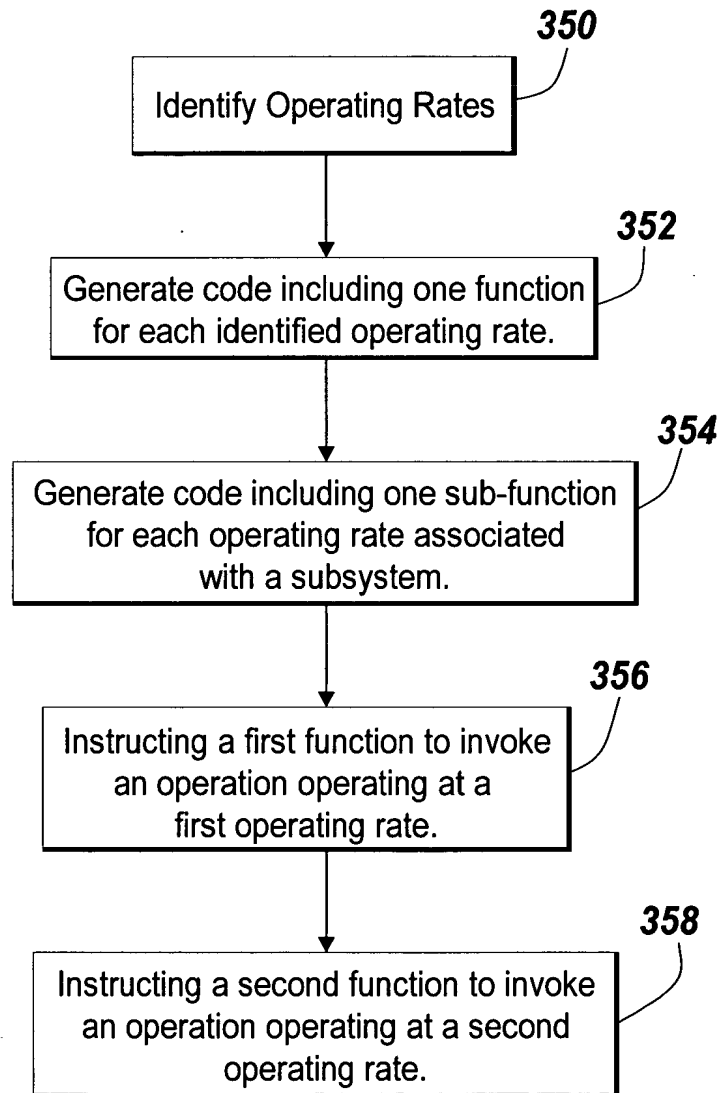 350
Identify Operating Rates
352
Generate code including one function
for each identified operating rate.
354
Generate code including one sub-function
for each operating rate associated
with a subsystem.
356
Instructing a first function to invoke
an operation operating at a
first operating rate.
358
Instructing a second function to invoke
an operation operating at a second
operating rate.